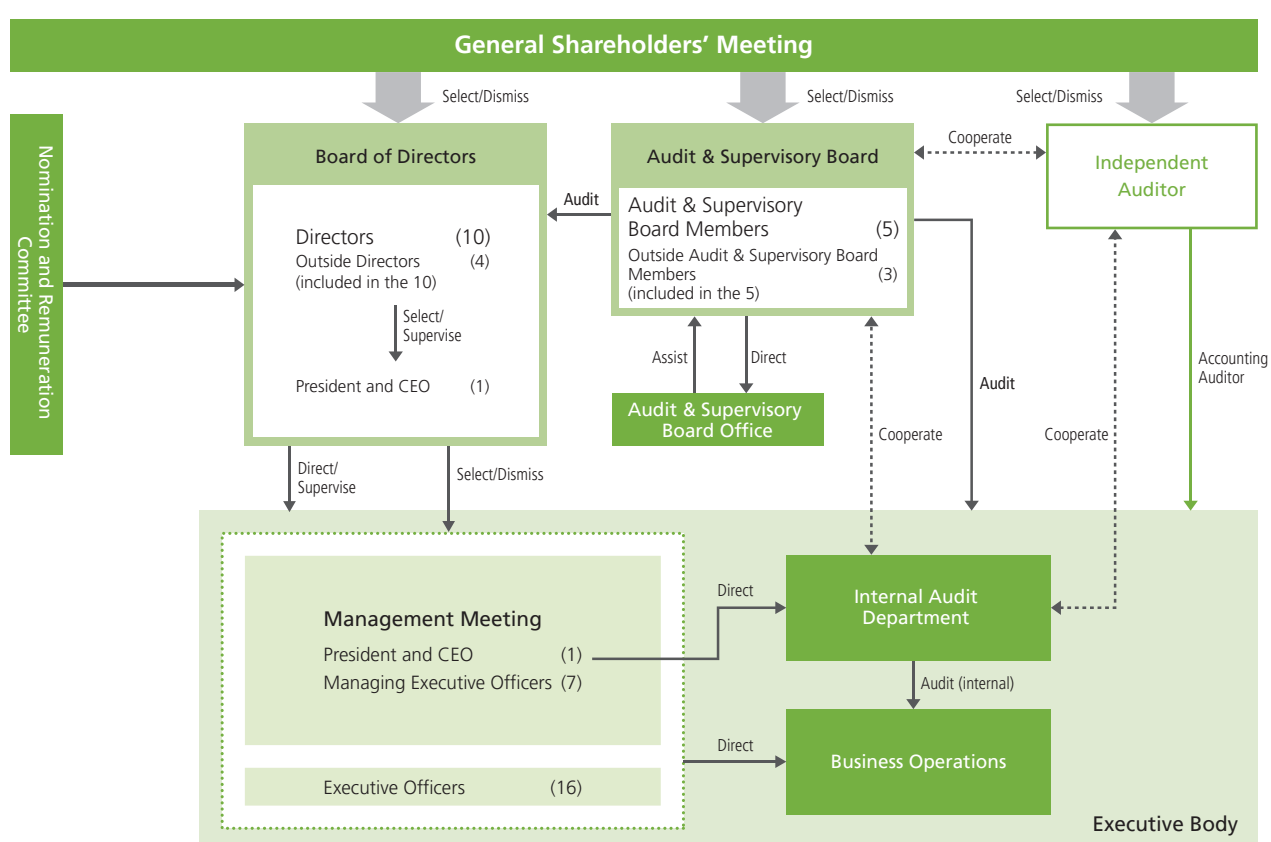 General Shareholders’ Meeting
Select/Dismiss
Select/Dismiss
Select/Dismiss
Nomination and Remuneration
Committee
Board of Directors
Directors (10)
Outside Directors (4)
(included in the 10)
Select/
Supervise
President and CEO (1)
Audit
Audit & Supervisory Board
Audit & Supervisory
Board Members (5)
Outside Audit & Supervisory Board
Members (3)
(included in the 5)
Cooperate
Independent
Auditor
Assist
Direct
Audit & Supervisory
Board Office
Cooperate
Audit
Cooperate
Accounting
Auditor
Direct/
Supervise
Select/Dismiss
Management Meeting
President and CEO (1)
Managing Executive Officers (7)
Executive Officers (16)
Direct
Internal Audit
Department
Audit (internal)
Direct
Business Operations
Executive Body